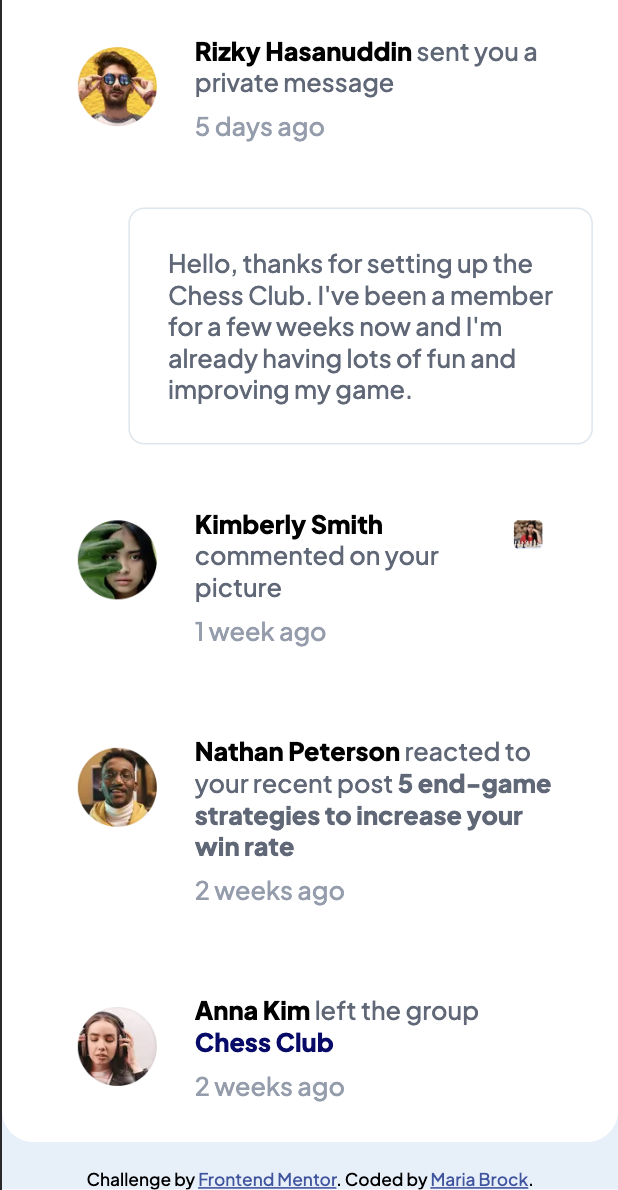 Rizky Hasanuddin sent you a
private message
5 days ago
Hello, thanks for setting up the
Chess Club. I've been a member
for a few weeks now and I'm
already having lots of fun and
improving my game.
Kimberly Smith
commented on your
picture
1 week ago
Nathan Peterson reacted to
your recent post 5 end-game
strategies to increase your
win rate
2 weeks ago
Anna Kim left the group
Chess Club
2 weeks ago
Challenge by Frontend Mentor. Coded by Maria Brock.